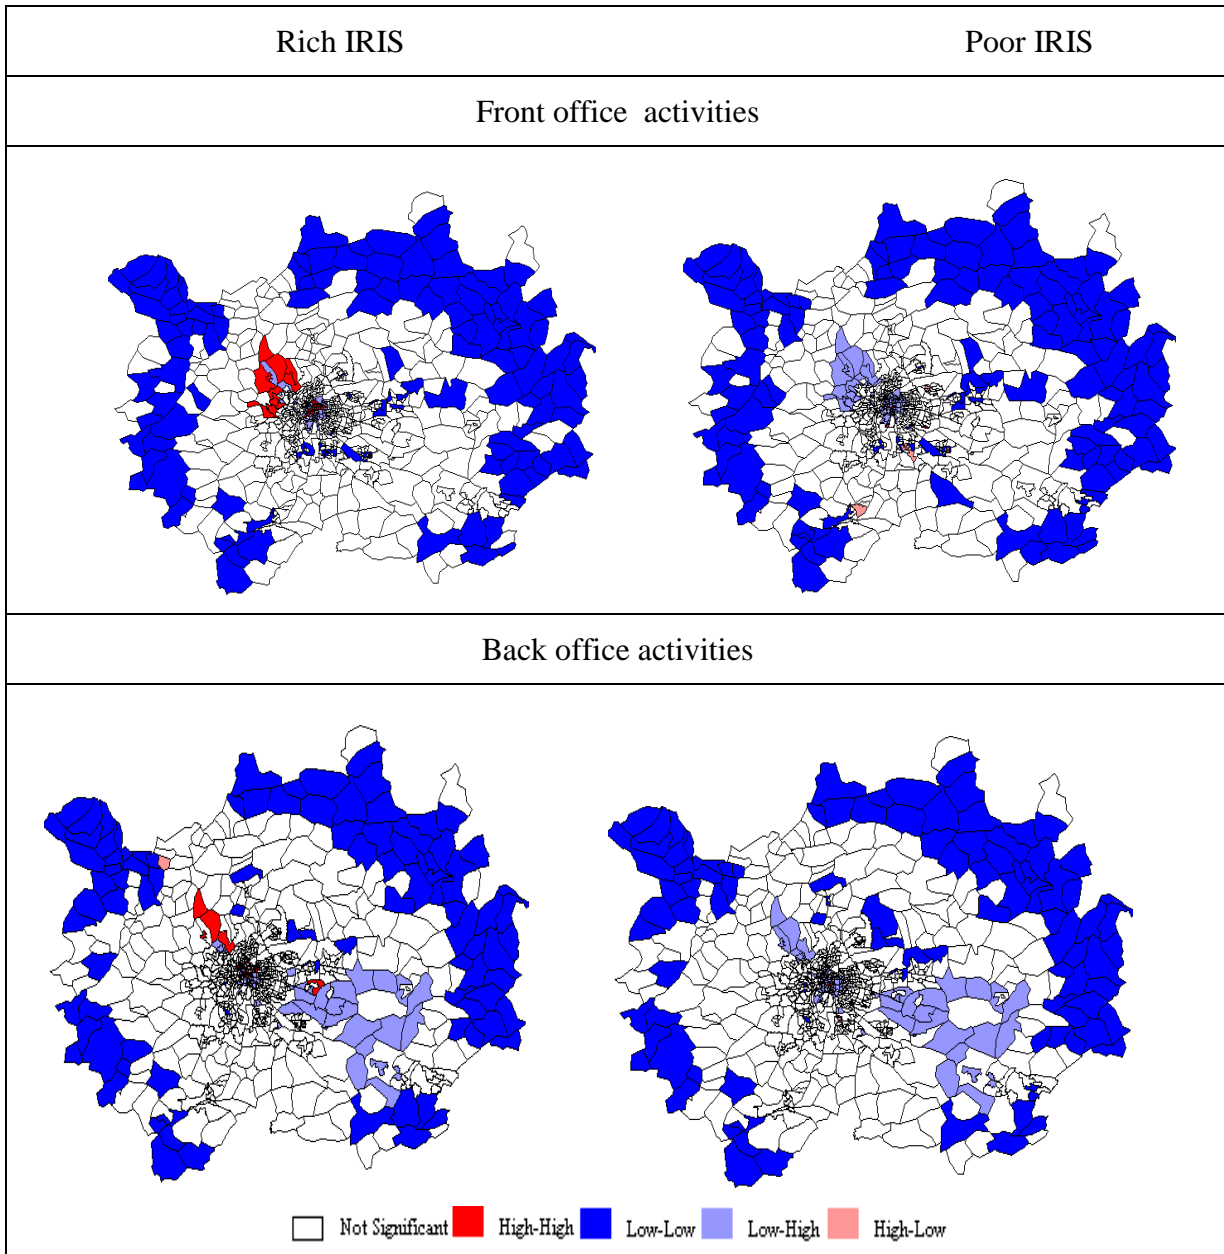 Rich IRIS Poor IRIS
Front office activities
Back office activities
Not Significant High-High Low-Low Low-High High-Low